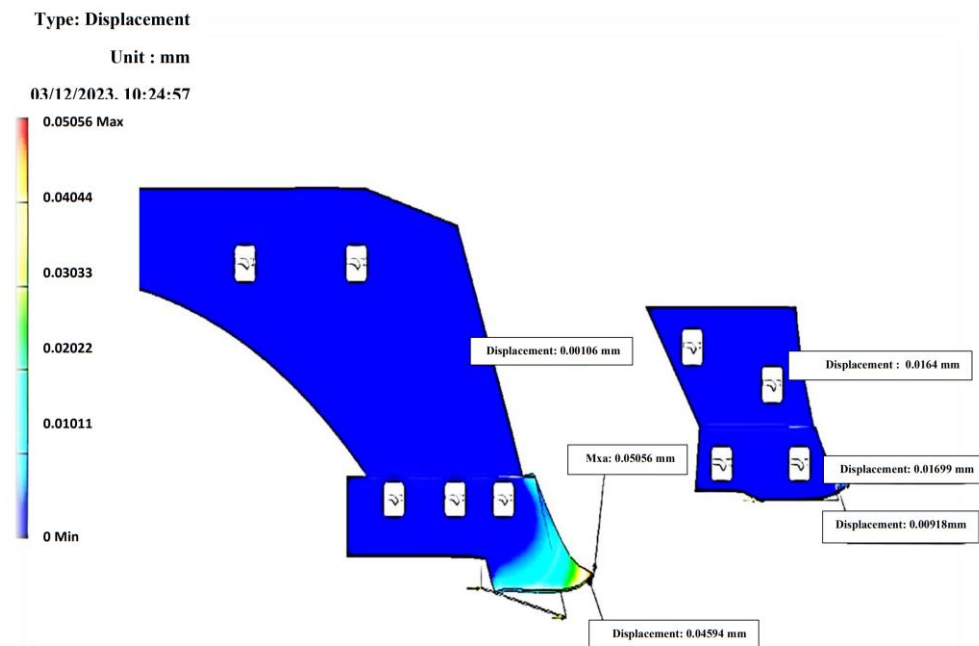 Type: Displacement
Unit : mm
03/12/2023, 10:24:57
0.05056 Max
0.04044
0.03033
0.02022
0.01011
0 Min
Displacement: 0.00106 mm
Displacement : 0.0164 mm
Mxa: 0.05056 mm
Displacement: 0.01699 mm
Displacement: 0.00918mm
Displacement: 0.04594 mm